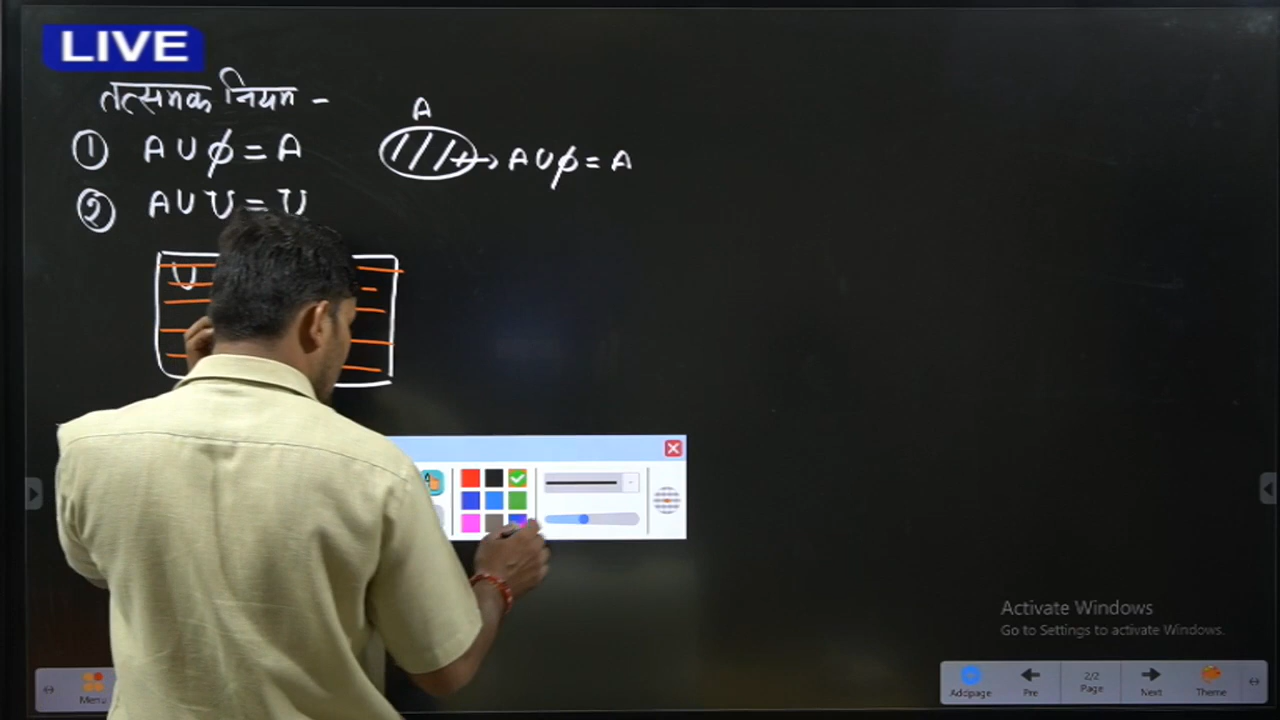 LIVE
तत्समक नियम -
① A ∪ ϕ = A
A
A ∪ ϕ = A
② A ∪ U = U
U
Activate Windows
Go to Settings to activate Windows.
Menu
Addpage
Pre
2/2
Page
Next
Theme